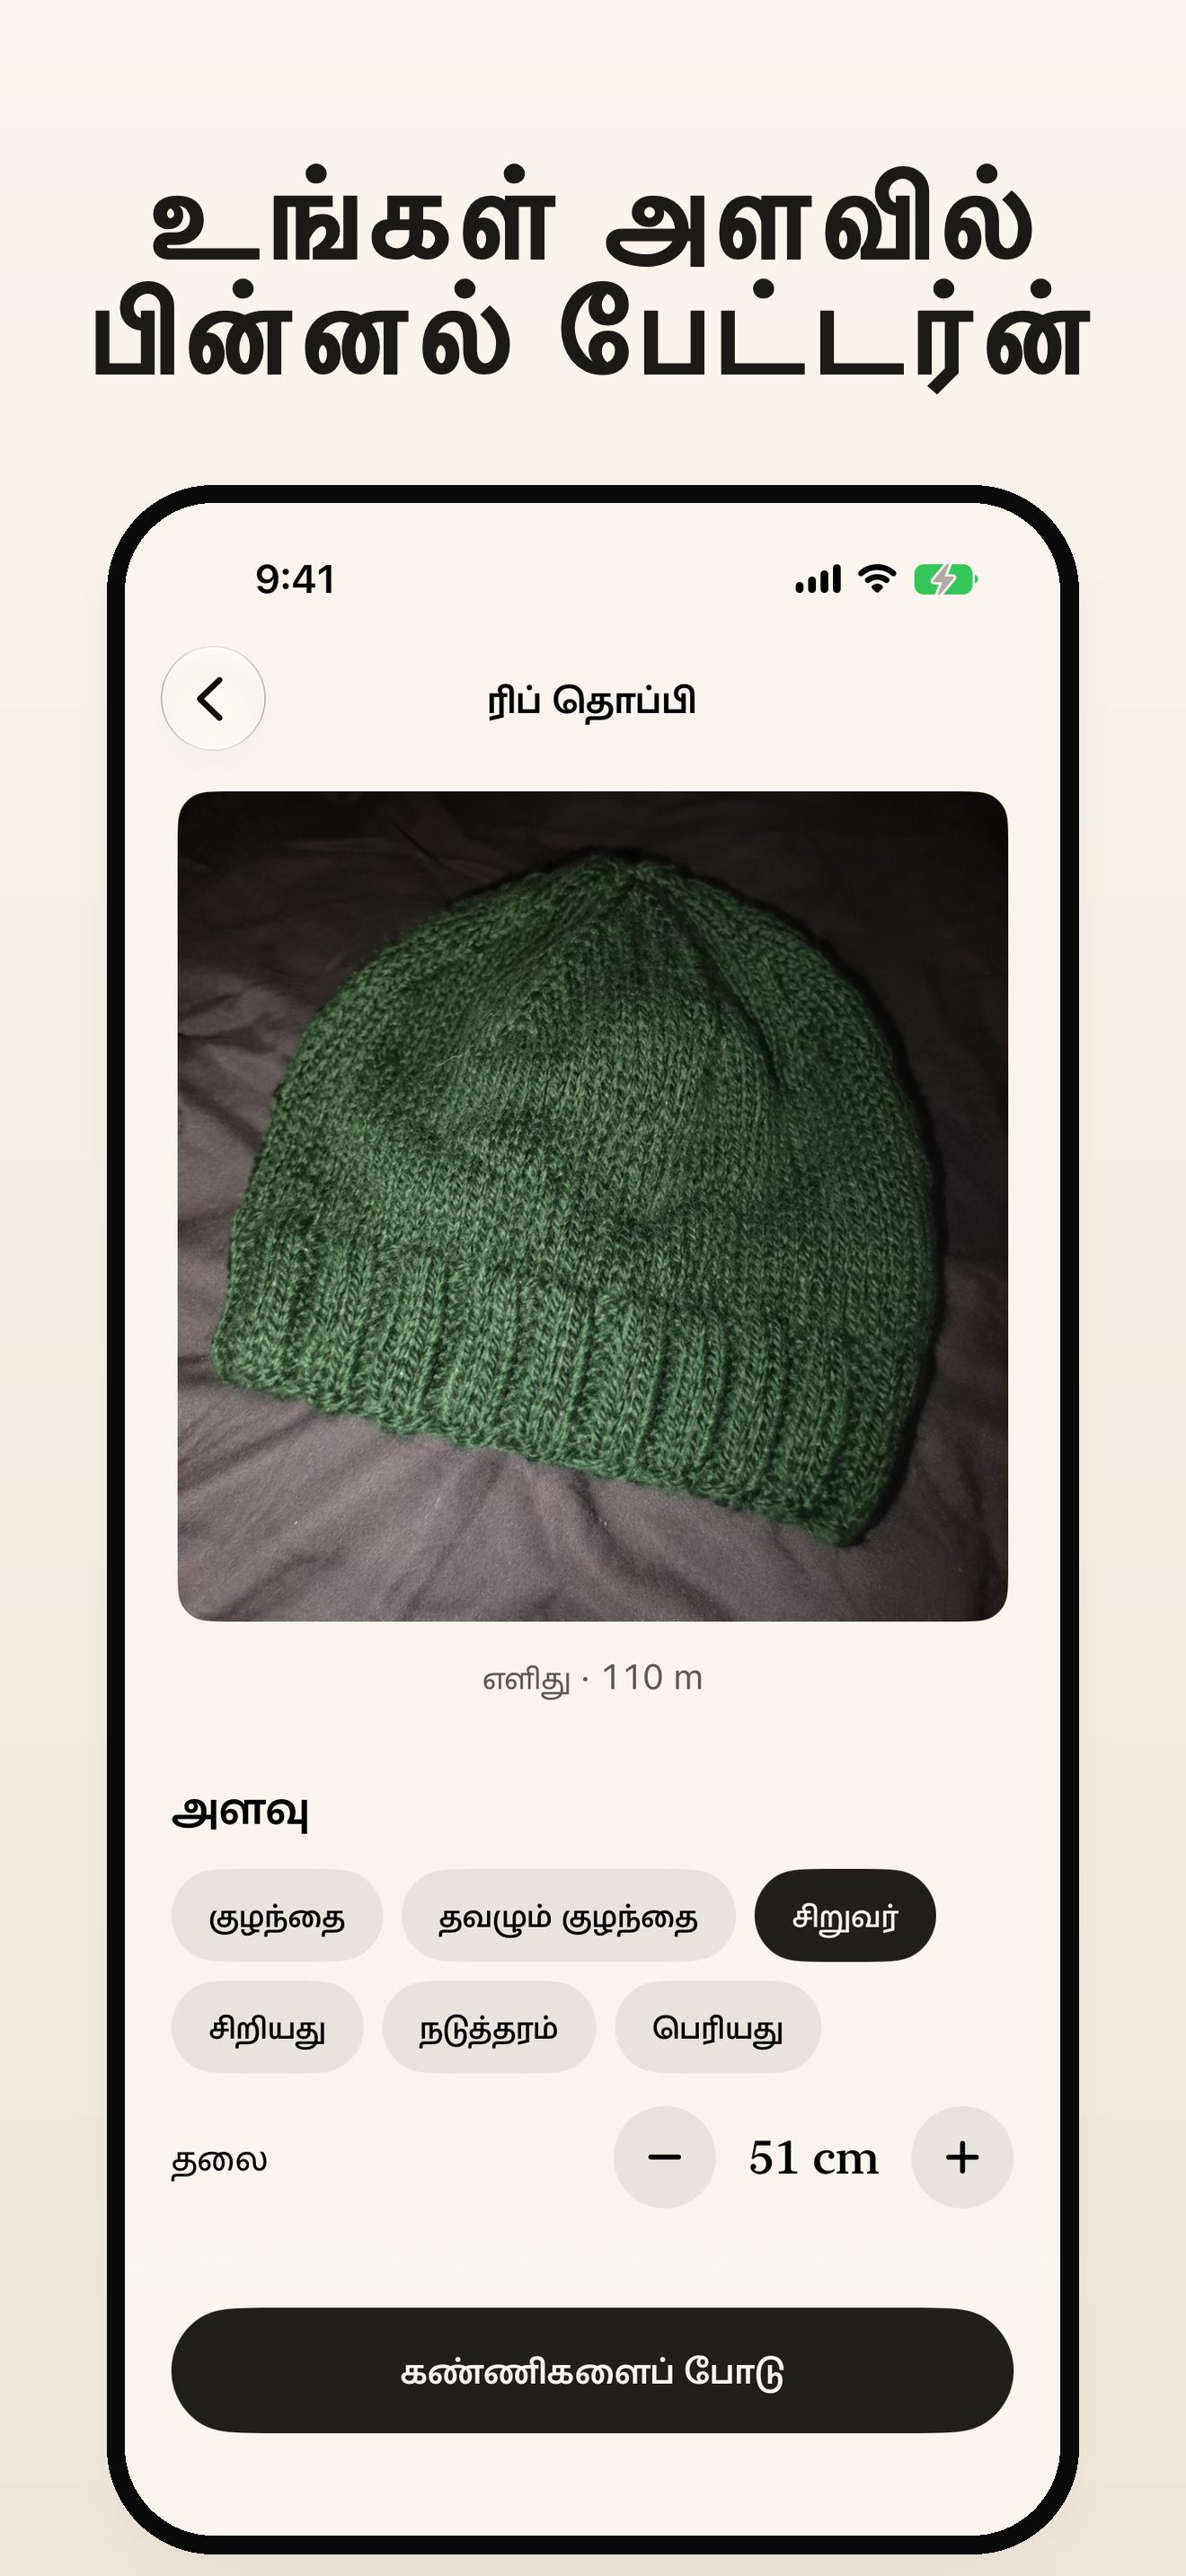 உங்கள் அளவில்
பின்னல் பேட்டர்ன்
9:41
ரிப் தொப்பி
எளிது · 110 m
அளவு
குழந்தை தவழும் குழந்தை சிறுவர்
சிறியது நடுத்தரம் பெரியது
தலை − 51 cm +
கண்ணிகளைப் போடு